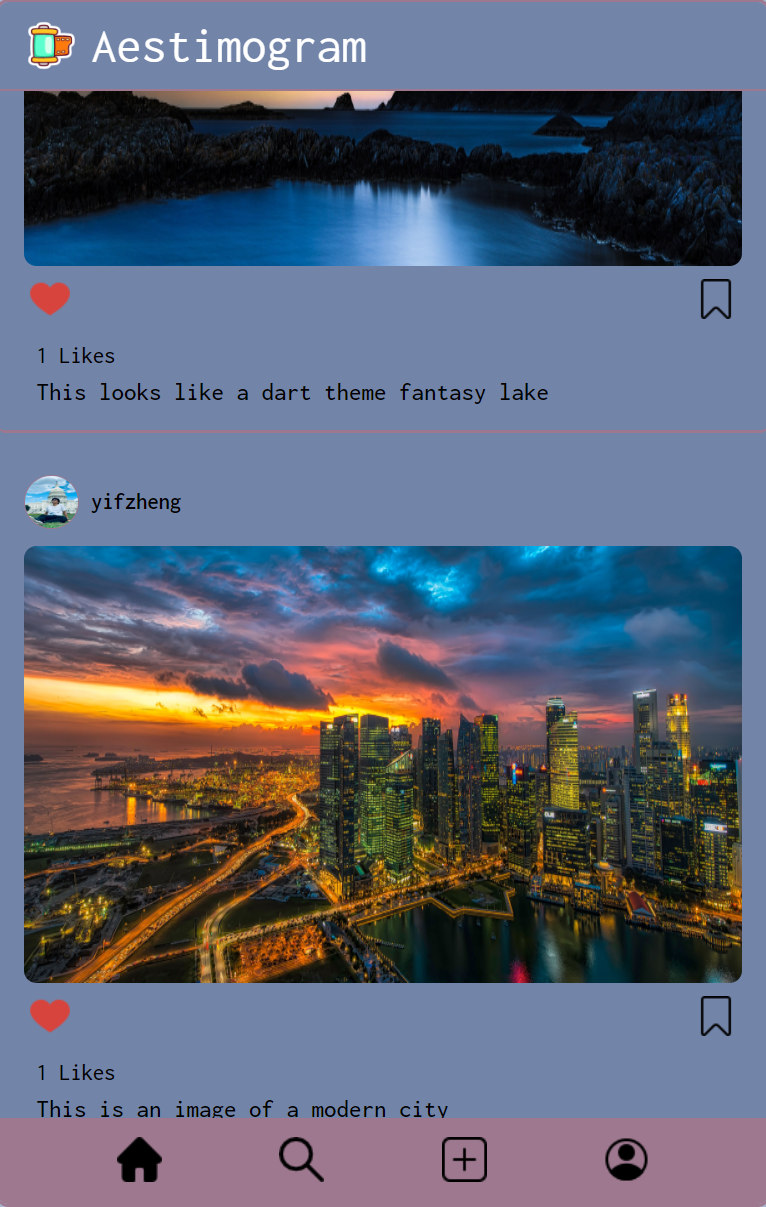 Aestimogram
1 Likes
This looks like a dart theme fantasy lake
yifzheng
1 Likes
This is an image of a modern city